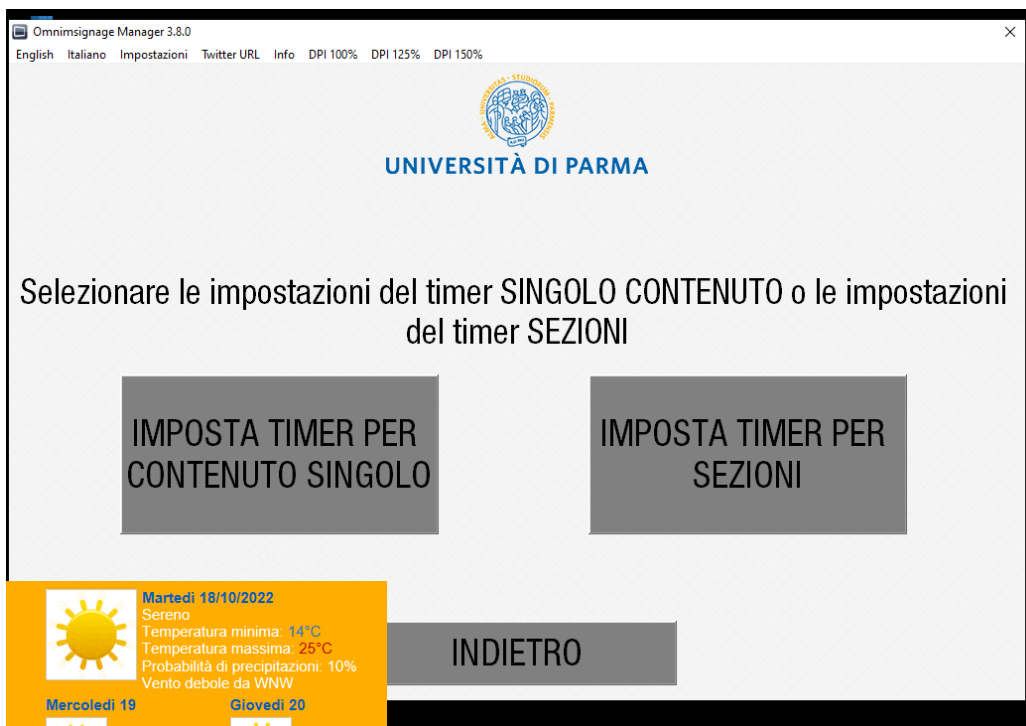 Omnimsignage Manager 3.8.0
English Italiano Impostazioni Twitter URL Info DPI 100% DPI 125% DPI 150%
UNIVERSITÀ DI PARMA
Selezionare le impostazioni del timer SINGOLO CONTENUTO o le impostazioni
del timer SEZIONI
IMPOSTA TIMER PER
CONTENUTO SINGOLO
IMPOSTA TIMER PER
SEZIONI
Martedì 18/10/2022
Sereno
Temperatura minima: 14°C
Temperatura massima: 25°C
Probabilità di precipitazioni: 10%
Vento debole da WNW
Mercoledì 19
Giovedì 20
INDIETRO